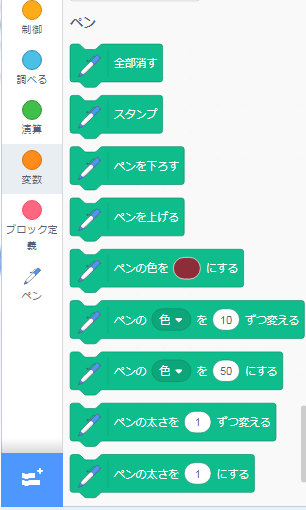 制御
調べる
演算
変数
ブロック定
義
ペン
ペン
全部消す
スタンプ
ペンを下ろす
ペンを上げる
ペンの色を にする
ペンの 色 を 10 ずつ変える
ペンの 色 を 50 にする
ペンの太さを 1 ずつ変える
ペンの太さを 1 にする